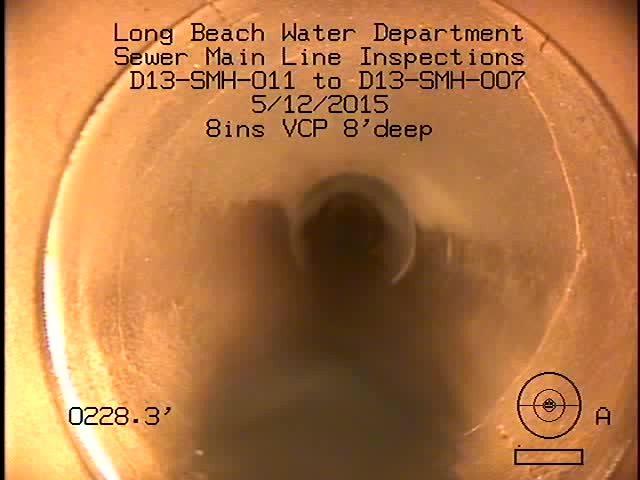 Long Beach Water Department
Sewer Main Line Inspections
D13-SMH-011 to D13-SMH-007
5/12/2015
8ins VCP 8'deep
0228.3'
A